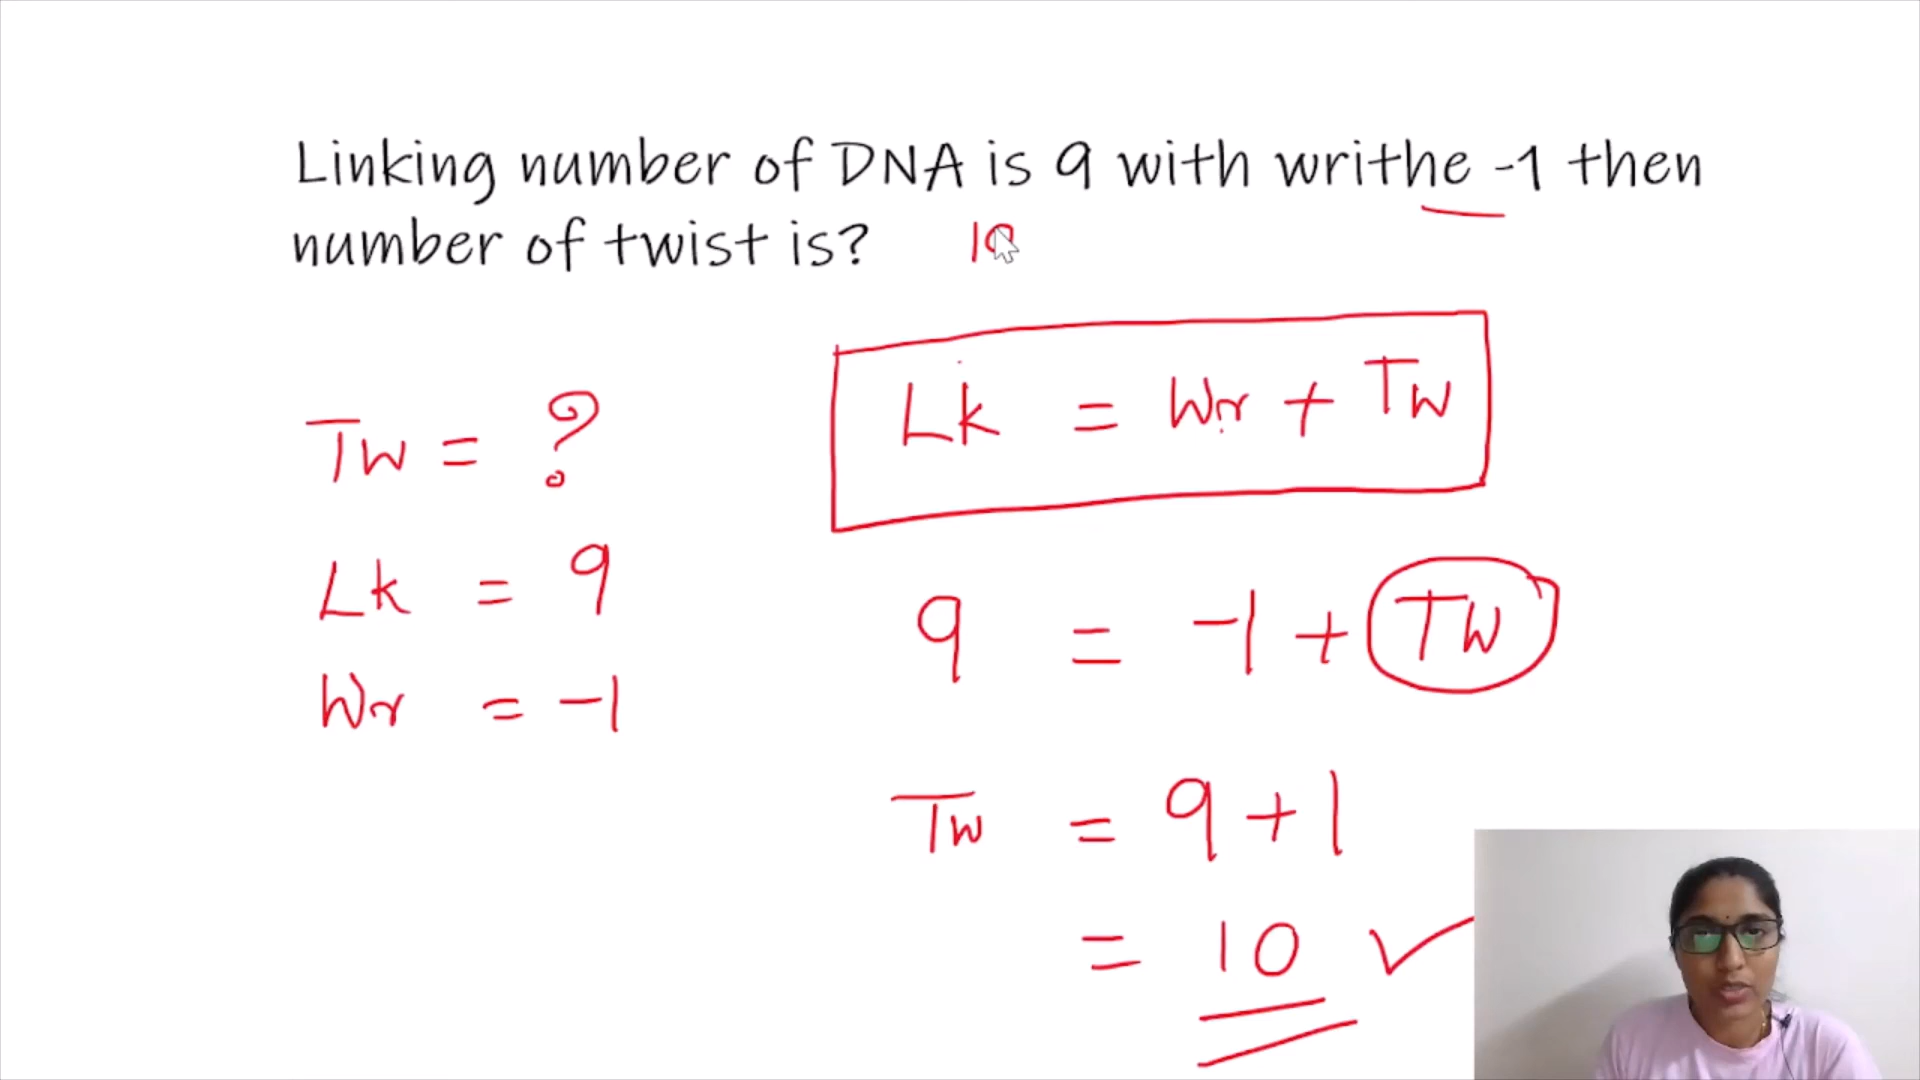 Linking number of DNA is 9 with writhe -1 then
number of twist is? 10
Tw = ?
Lk = 9
Wr = -1
Lk = Wr + Tw
9 = -1 + Tw
Tw = 9 + 1
= 10 ✓